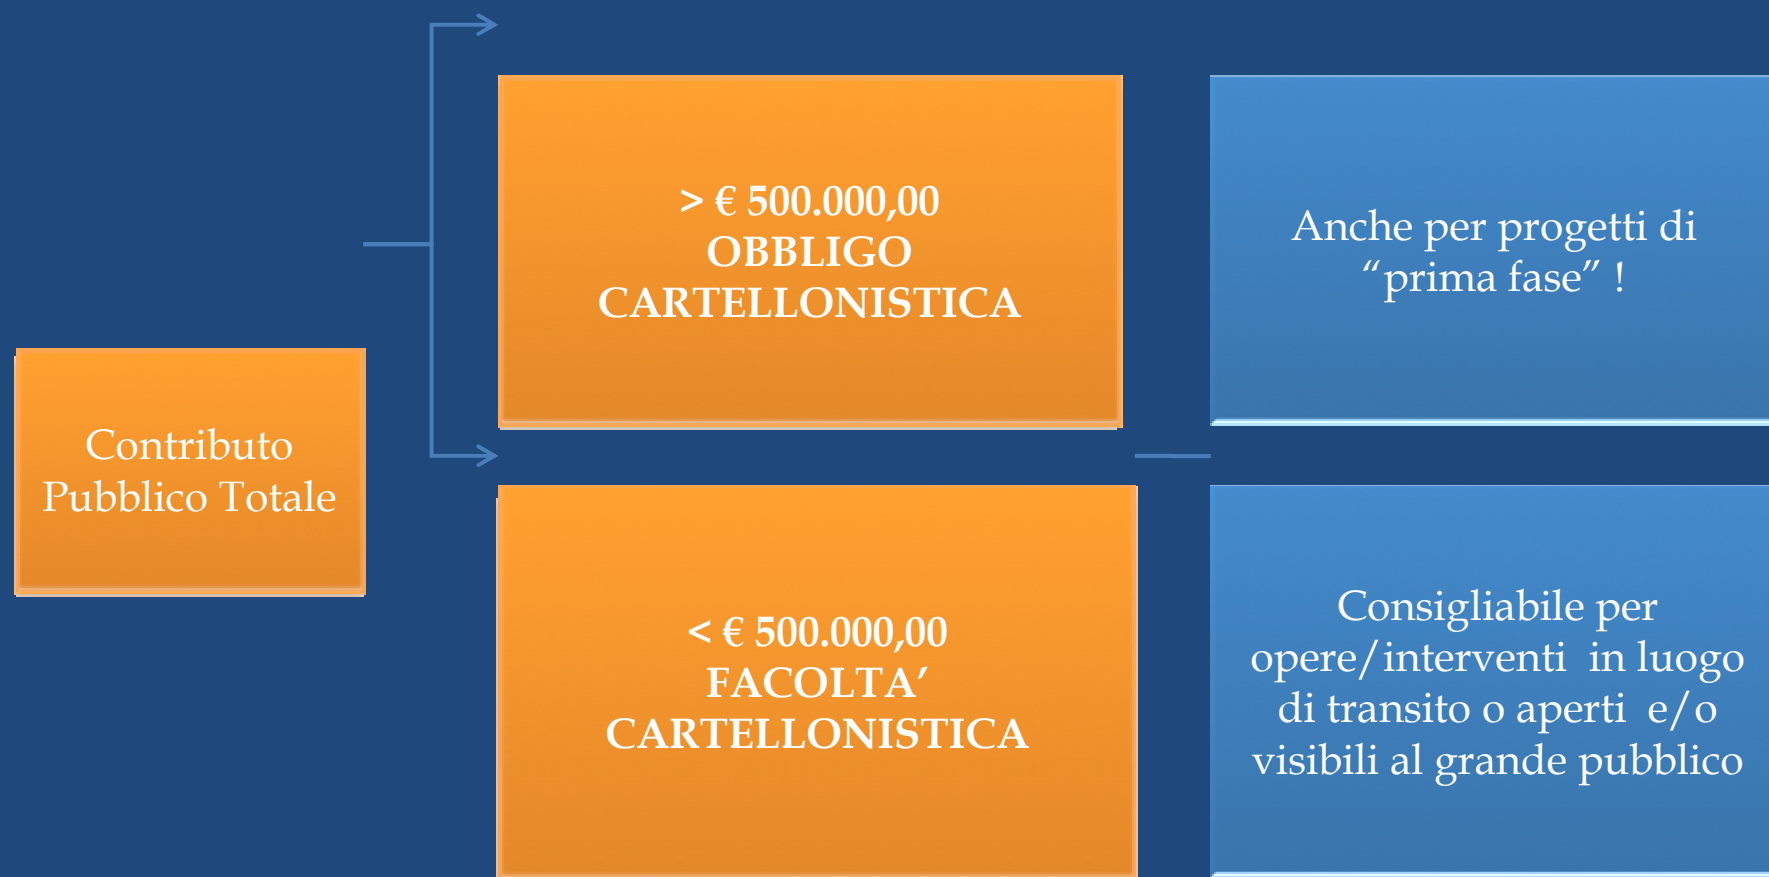 > € 500.000,00
OBBLIGO
CARTELLONISTICA
Anche per progetti di
“prima fase” !
Contributo
Pubblico Totale
< € 500.000,00
FACOLTA’
CARTELLONISTICA
Consigliabile per
opere/interventi in luogo
di transito o aperti e/o
visibili al grande pubblico